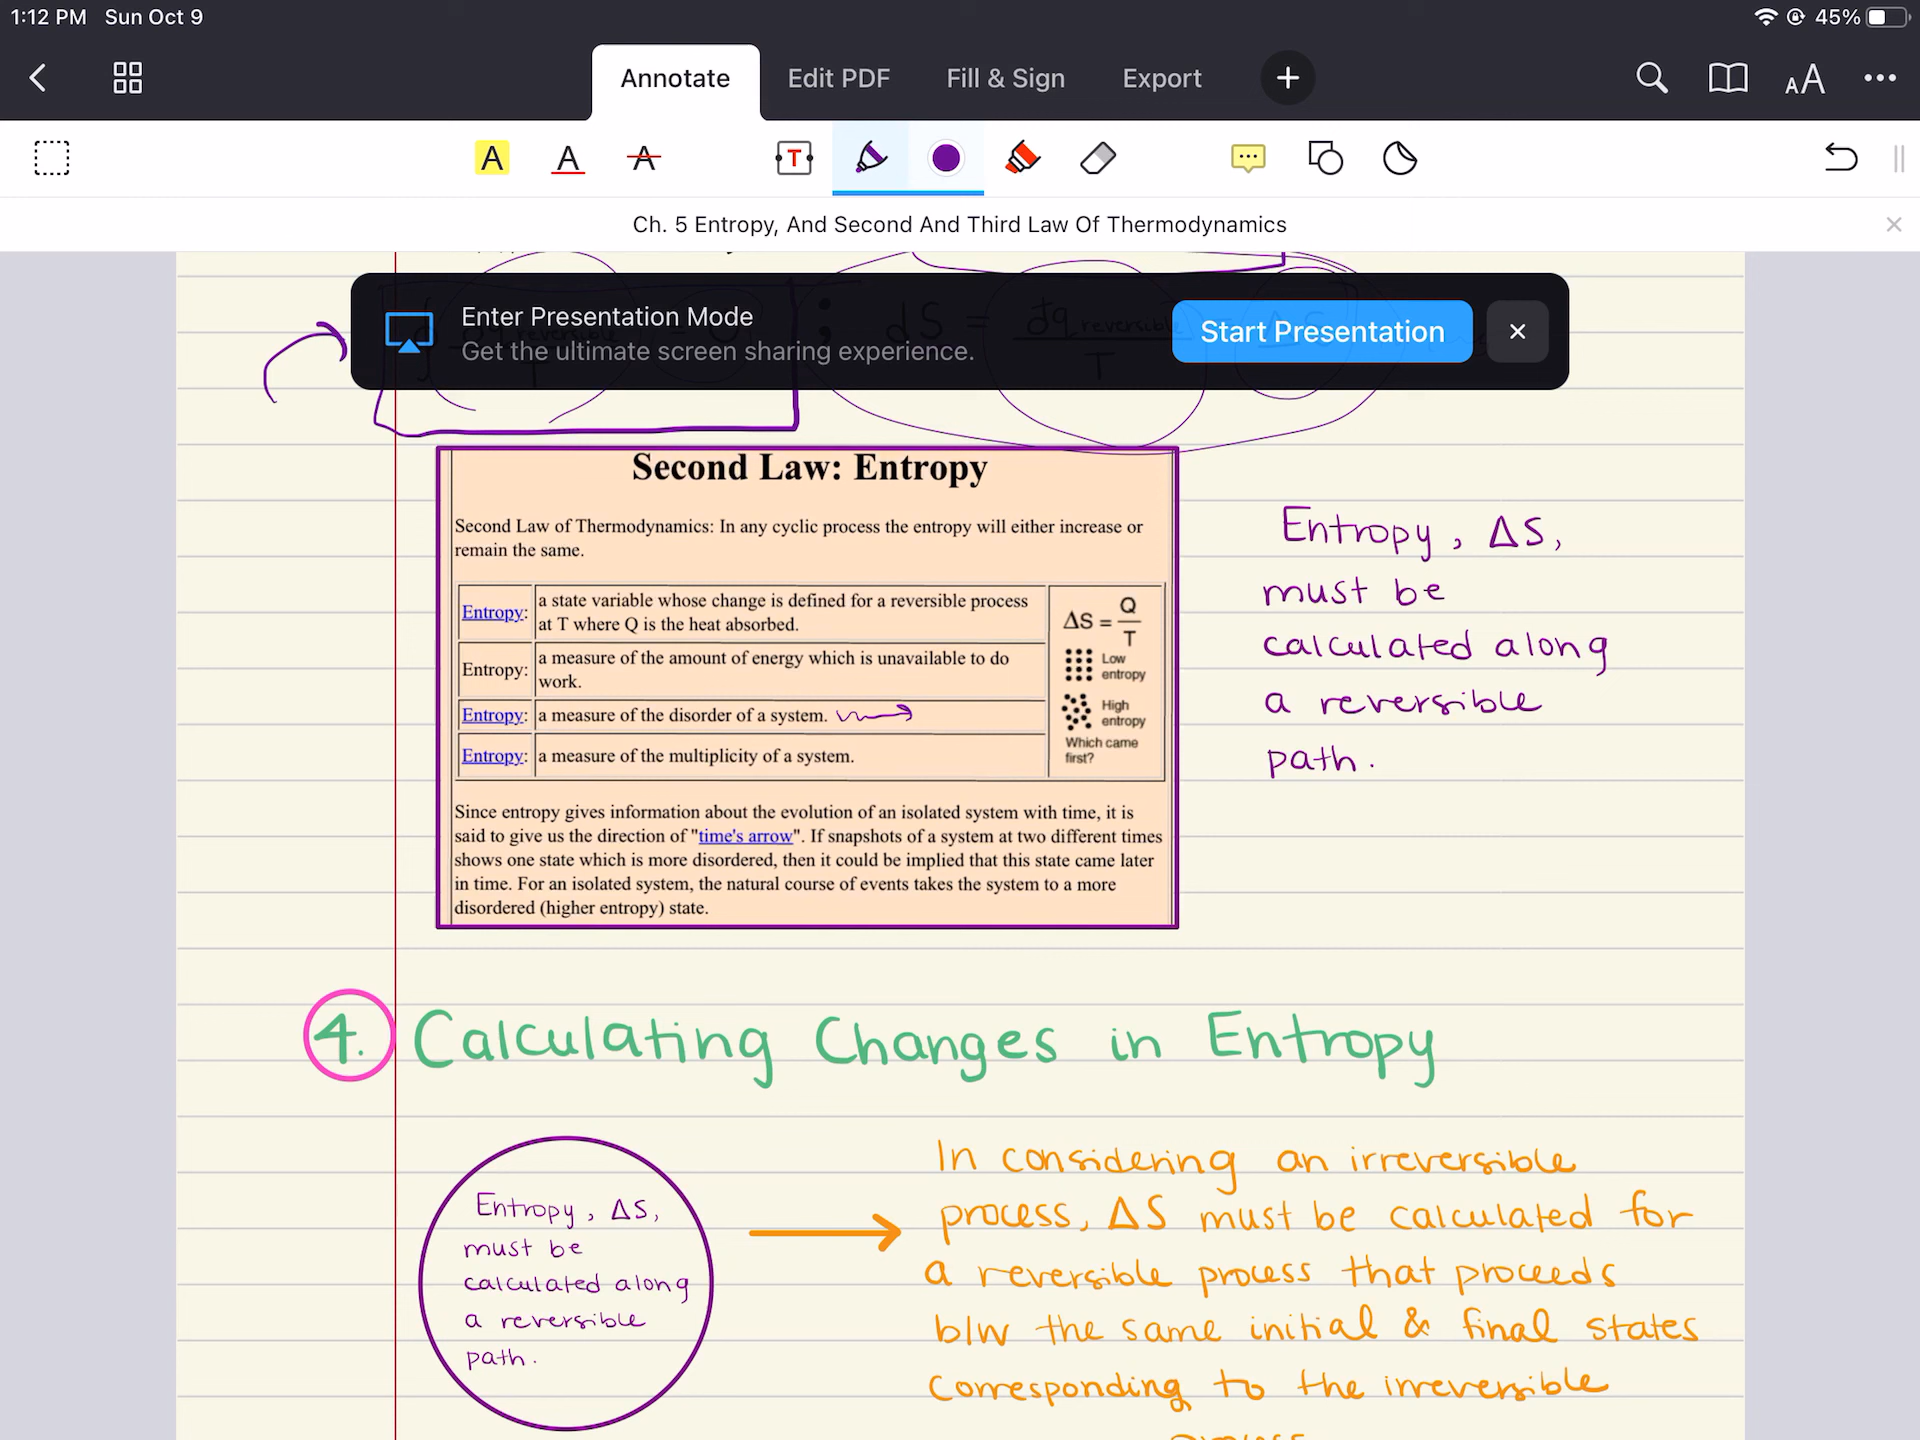 1:12 PM Sun Oct 9
45%
Annotate Edit PDF Fill & Sign Export
AA
A A A T
Ch. 5 Entropy, And Second And Third Law Of Thermodynamics
Enter Presentation Mode
Get the ultimate screen sharing experience.
Start Presentation
; dS = đq reversible
T
Second Law: Entropy
Second Law of Thermodynamics: In any cyclic process the entropy will either increase or
remain the same.
Entropy: a state variable whose change is defined for a reversible process
at T where Q is the heat absorbed.
Entropy: a measure of the amount of energy which is unavailable to do
work.
Entropy: a measure of the disorder of a system.
Entropy: a measure of the multiplicity of a system.
ΔS = Q
T
Low
entropy
High
entropy
Which came
first?
Since entropy gives information about the evolution of an isolated system with time, it is
said to give us the direction of "time's arrow". If snapshots of a system at two different times
shows one state which is more disordered, then it could be implied that this state came later
in time. For an isolated system, the natural course of events takes the system to a more
disordered (higher entropy) state.
Entropy, ΔS,
must be
calculated along
a reversible
path.
4. Calculating Changes in Entropy
Entropy, ΔS,
must be
calculated along
a reversible
path.
In considering an irreversible
process, ΔS must be calculated for
a reversible process that proceeds
b/w the same initial & final states
corresponding to the irreversible